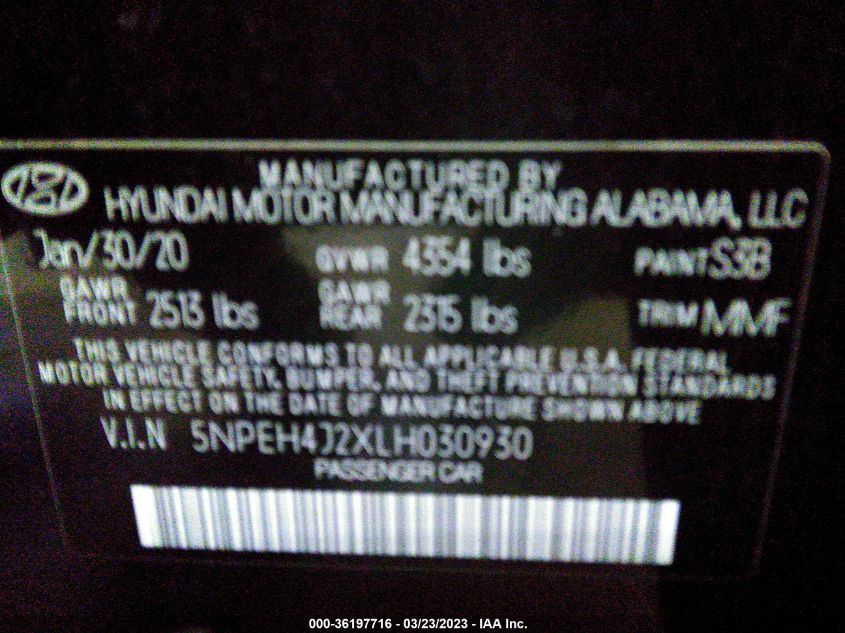 MANUFACTURED BY
HYUNDAI MOTOR MANUFACTURING ALABAMA, LLC
Jan/30/20 GVWR 4354 lbs PAINT S3B
GAWR FRONT 2513 lbs GAWR REAR 2315 lbs TRIM MMF
THIS VEHICLE CONFORMS TO ALL APPLICABLE U.S.A. FEDERAL
MOTOR VEHICLE SAFETY, BUMPER, AND THEFT PREVENTION STANDARDS
IN EFFECT ON THE DATE OF MANUFACTURE SHOWN ABOVE
V.I.N 5NPEH4J2XLH030930
PASSENGER CAR
000-36197716 - 03/23/2023 - IAA Inc.